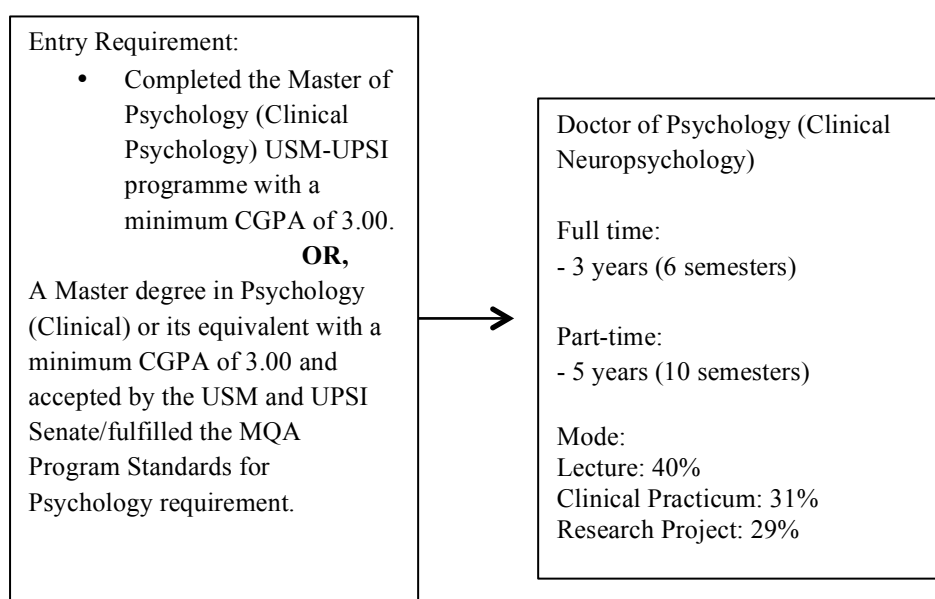 Entry Requirement:
• Completed the Master of
Psychology (Clinical
Psychology) USM-UPSI
programme with a
minimum CGPA of 3.00.
OR,
A Master degree in Psychology
(Clinical) or its equivalent with a
minimum CGPA of 3.00 and
accepted by the USM and UPSI
Senate/fulfilled the MQA
Program Standards for
Psychology requirement.
Doctor of Psychology (Clinical
Neuropsychology)
Full time:
- 3 years (6 semesters)
Part-time:
- 5 years (10 semesters)
Mode:
Lecture: 40%
Clinical Practicum: 31%
Research Project: 29%